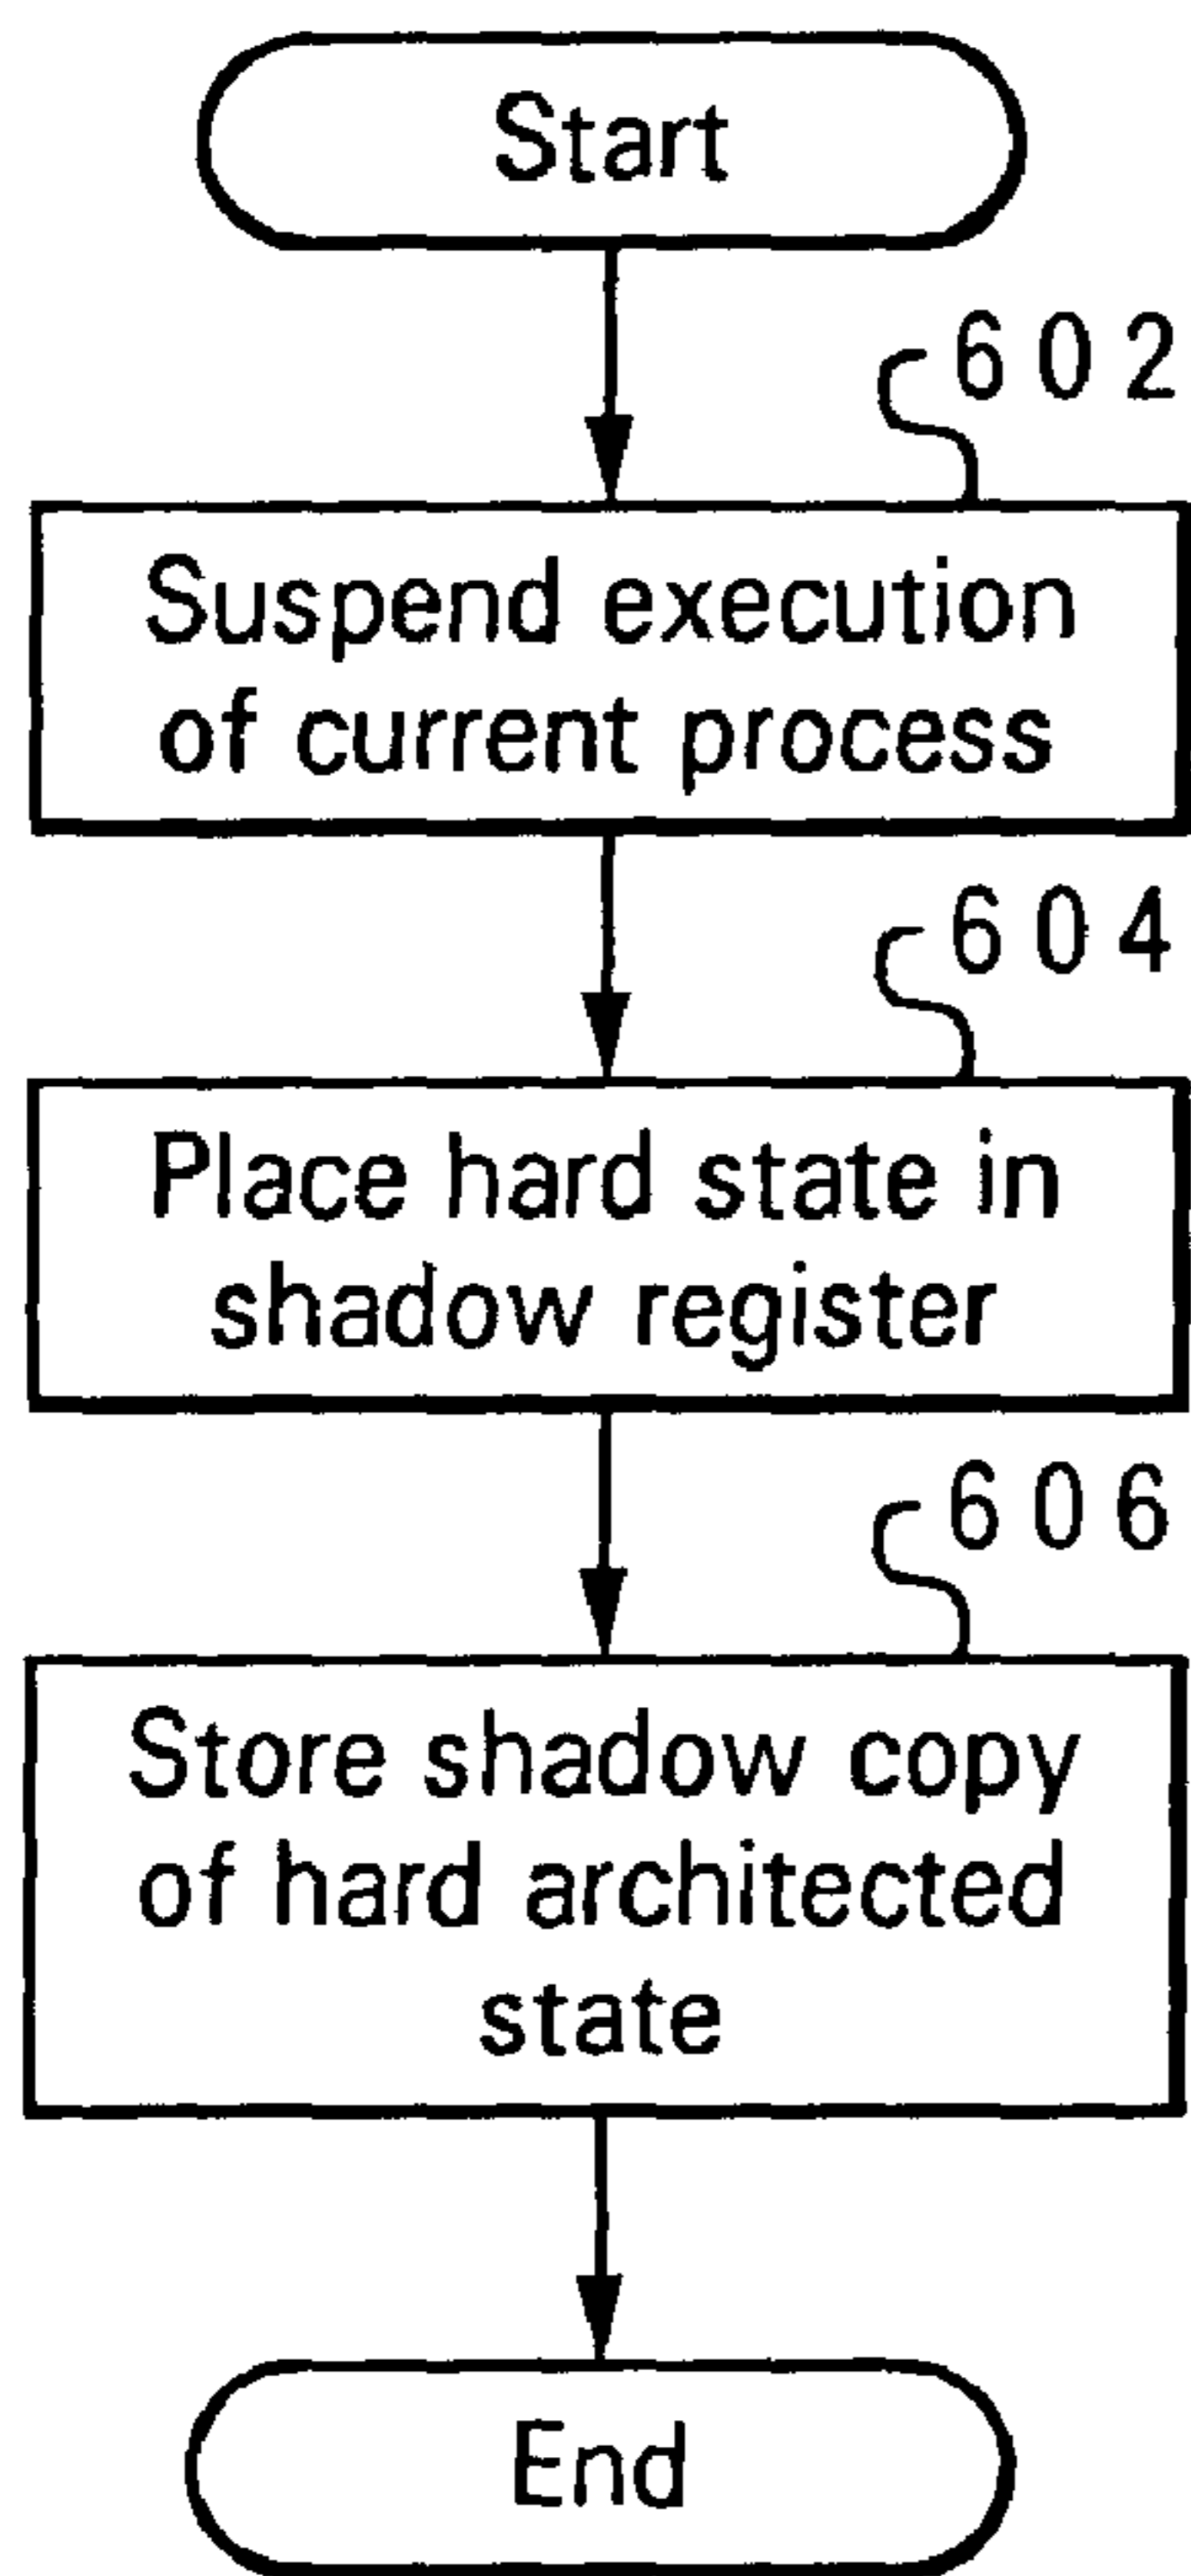 Start
602
Suspend execution
of current process
604
Place hard state in
shadow register
606
Store shadow copy
of hard architected
state
End